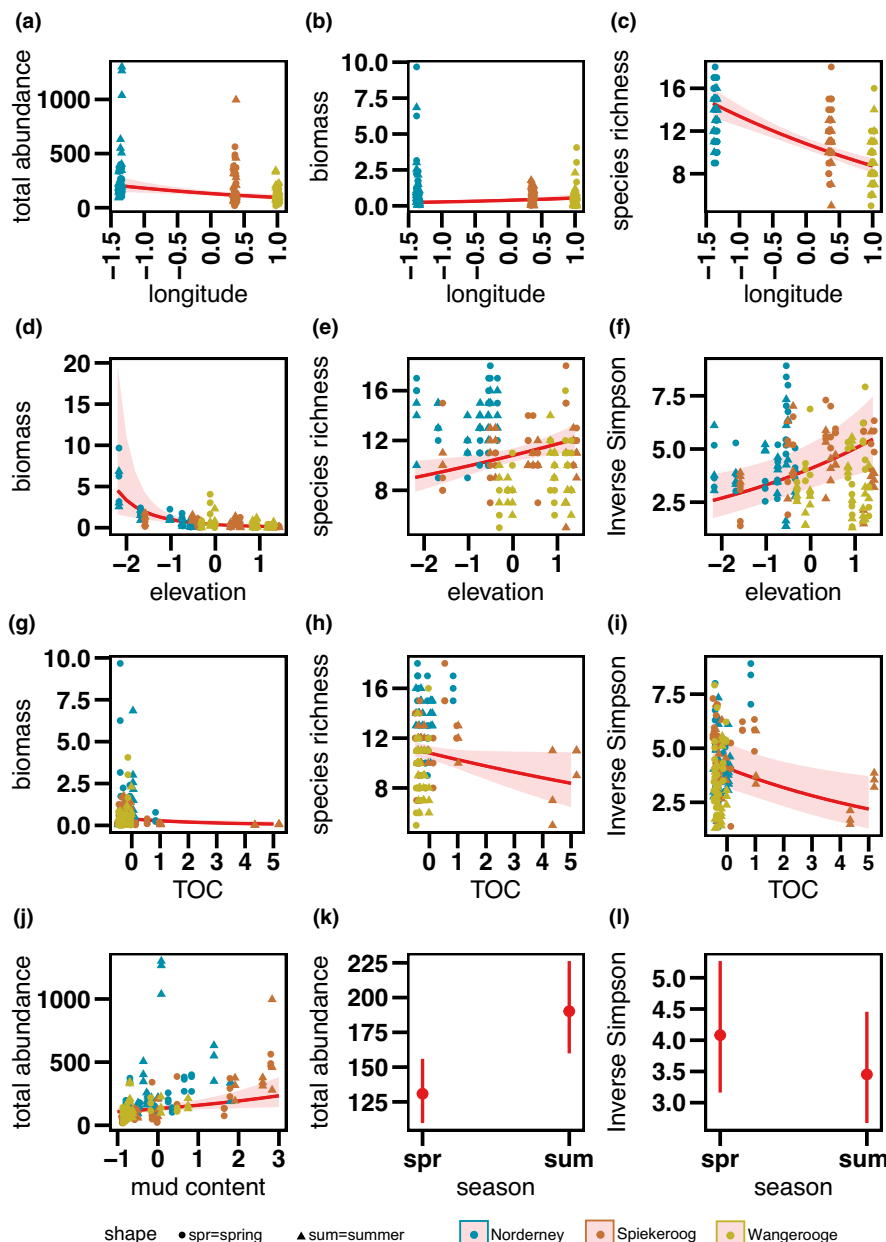 (a) (b) (c)
total abundance
1000
500
0
−1.5 −1.0 −0.5 0.0 0.5 1.0
longitude
biomass
10.0
7.5
5.0
2.5
0.0
−1.5 −1.0 −0.5 0.0 0.5 1.0
longitude
species richness
16
12
8
−1.5 −1.0 −0.5 0.0 0.5 1.0
longitude
(d) (e) (f)
biomass
20
15
10
5
0
−2 −1 0 1
elevation
species richness
16
14
12
10
8
−2 −1 0 1
elevation
Inverse Simpson
7.5
5.0
2.5
−2 −1 0 1
elevation
(g) (h) (i)
biomass
10.0
7.5
5.0
2.5
0.0
0 1 2 3 4 5
TOC
species richness
16
12
8
0 1 2 3 4 5
TOC
Inverse Simpson
7.5
5.0
2.5
0 1 2 3 4 5
TOC
(j) (k) (l)
total abundance
1000
500
0
−1 0 1 2 3
mud content
total abundance
225
200
175
150
125
spr sum
season
Inverse Simpson
5.0
4.5
4.0
3.5
3.0
spr sum
season
shape spr=spring sum=summer Norderney Spiekeroog Wangerooge